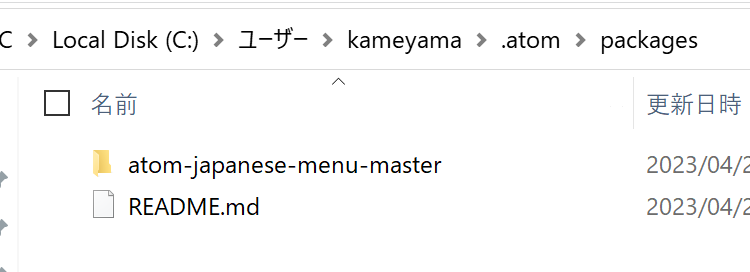 C > Local Disk (C:) > ユーザー > kameyama > .atom > packages
名前 更新日時
atom-japanese-menu-master 2023/04/2
README.md 2023/04/2